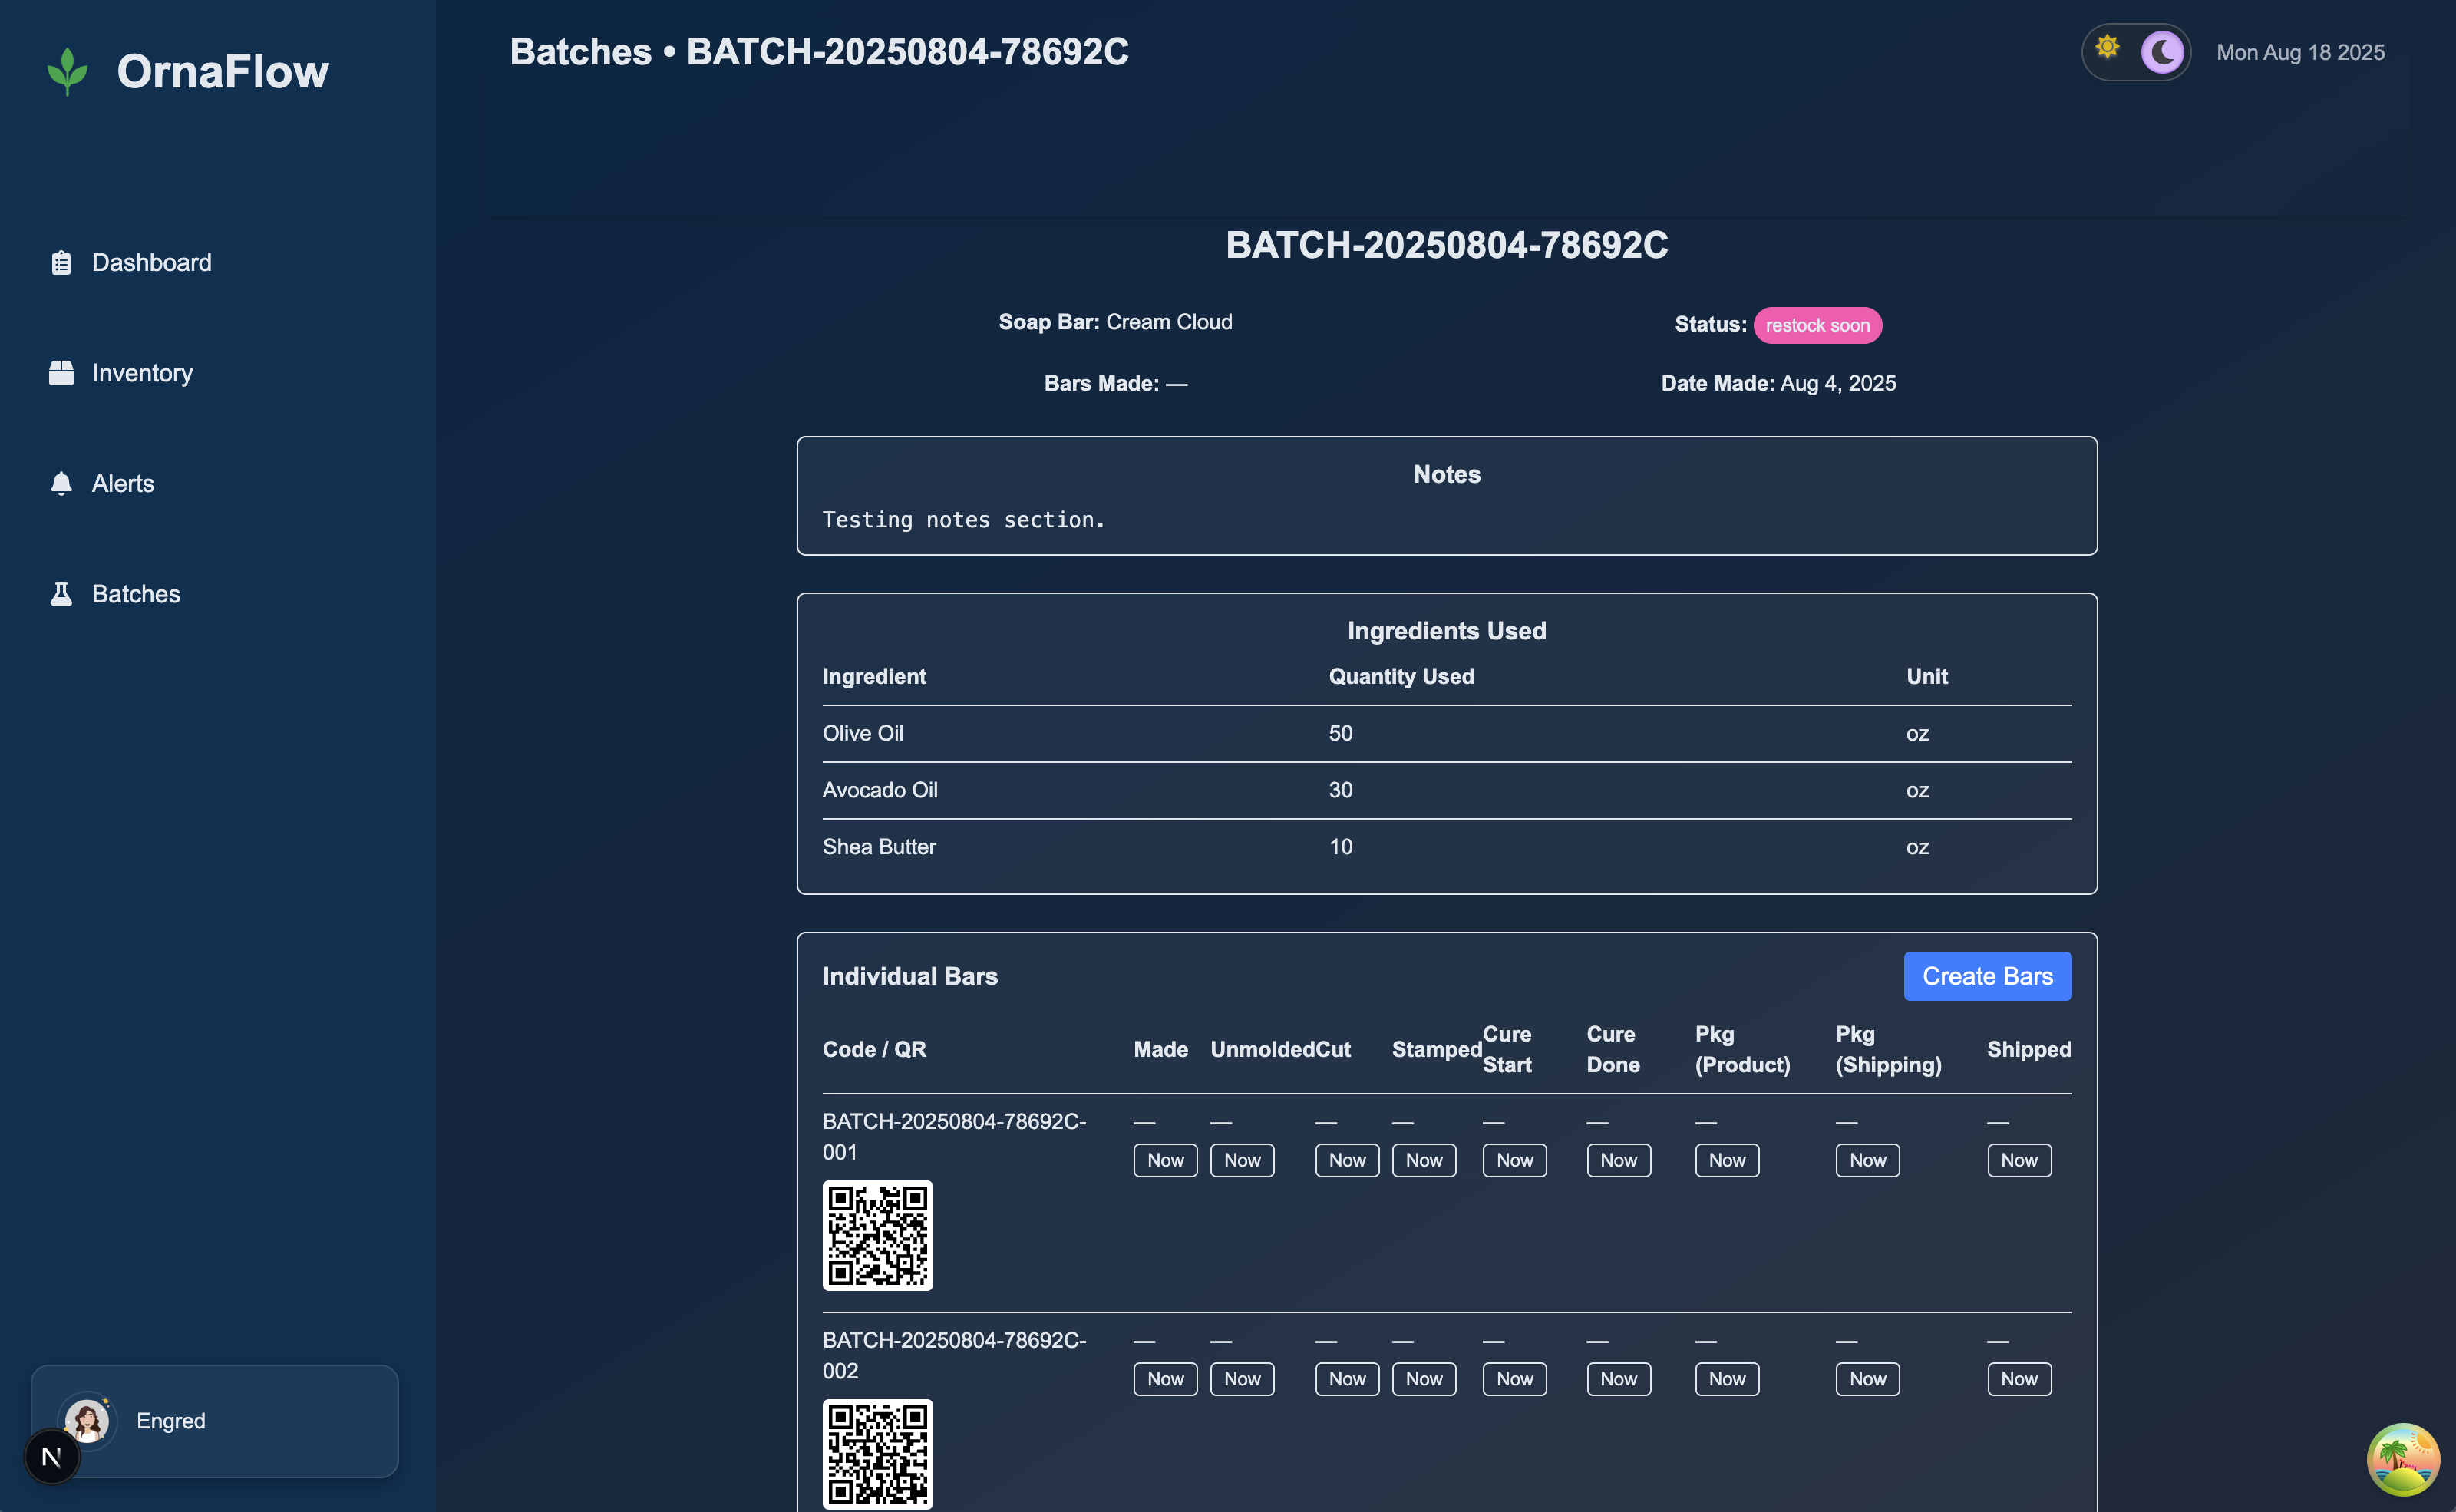 OrnaFlow
Batches • BATCH-20250804-78692C
Mon Aug 18 2025
Dashboard
Inventory
Alerts
Batches
BATCH-20250804-78692C
Soap Bar: Cream Cloud
Status: restock soon
Bars Made: —
Date Made: Aug 4, 2025
Notes
Testing notes section.
Ingredients Used
Ingredient Quantity Used Unit
Olive Oil 50 oz
Avocado Oil 30 oz
Shea Butter 10 oz
Individual Bars
Create Bars
Code / QR Made Unmolded Cut Stamped Cure Start Cure Done Pkg (Product) Pkg (Shipping) Shipped
BATCH-20250804-78692C-
001
— — — — — — — — —
Now Now Now Now Now Now Now Now Now
BATCH-20250804-78692C-
002
— — — — — — — — —
Now Now Now Now Now Now Now Now Now
Engred
N